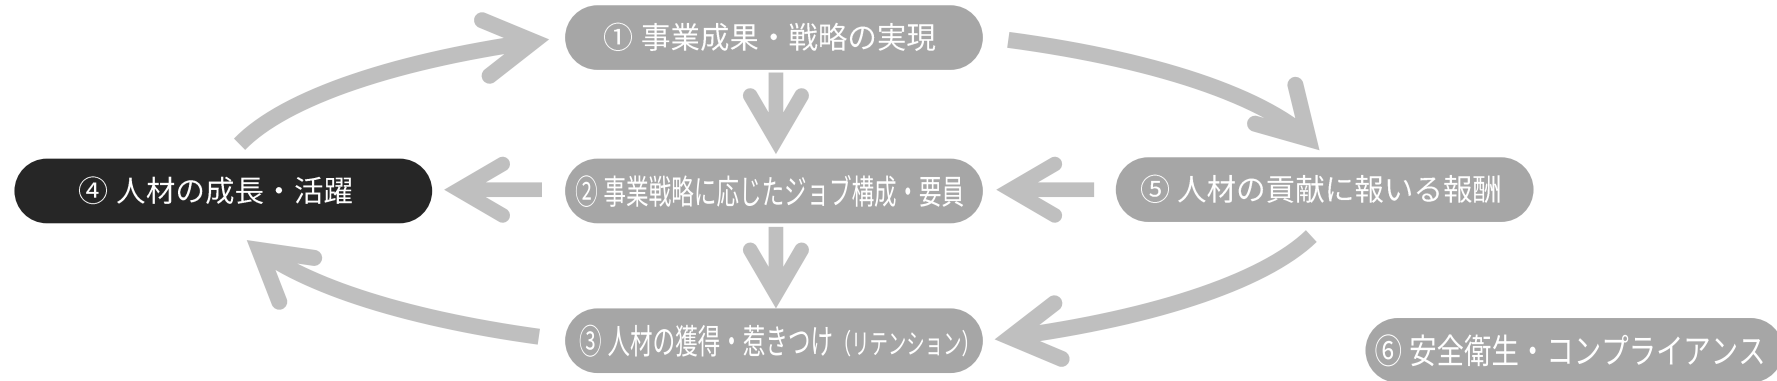 ① 事業成果・戦略の実現
④ 人材の成長・活躍
② 事業戦略に応じたジョブ構成・要員
⑤ 人材の貢献に報いる報酬
③ 人材の獲得・惹きつけ（リテンション）
⑥ 安全衛生・コンプライアンス